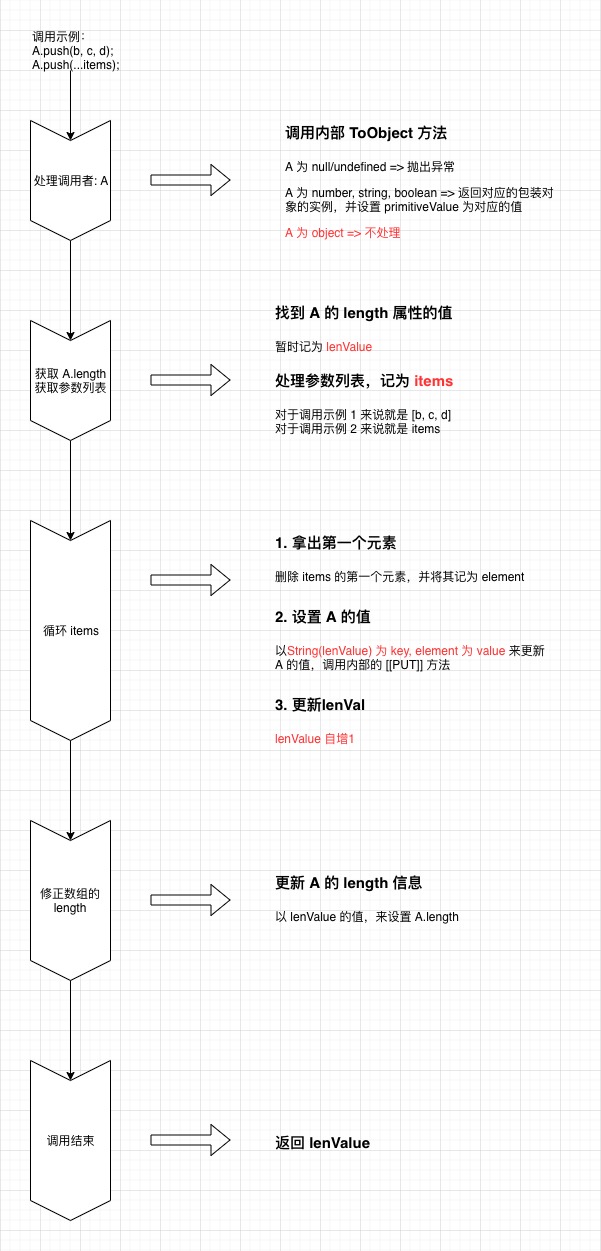 调用示例：
A.push(b, c, d);
A.push(...items);
处理调用者: A
调用内部 ToObject 方法
A 为 null/undefined => 抛出异常
A 为 number, string, boolean => 返回对应的包装对
象的实例，并设置 primitiveValue 为对应的值
A 为 object => 不处理
获取 A.length
获取参数列表
找到 A 的 length 属性的值
暂时记为 lenValue
处理参数列表，记为 items
对于调用示例 1 来说就是 [b, c, d]
对于调用示例 2 来说就是 items
循环 items
1. 拿出第一个元素
删除 items 的第一个元素，并将其记为 element
2. 设置 A 的值
以String(lenValue) 为 key, element 为 value 来更新
A 的值，调用内部的 [[PUT]] 方法
3. 更新lenVal
lenValue 自增1
修正数组的
length
更新 A 的 length 信息
以 lenValue 的值，来设置 A.length
调用结束
返回 lenValue